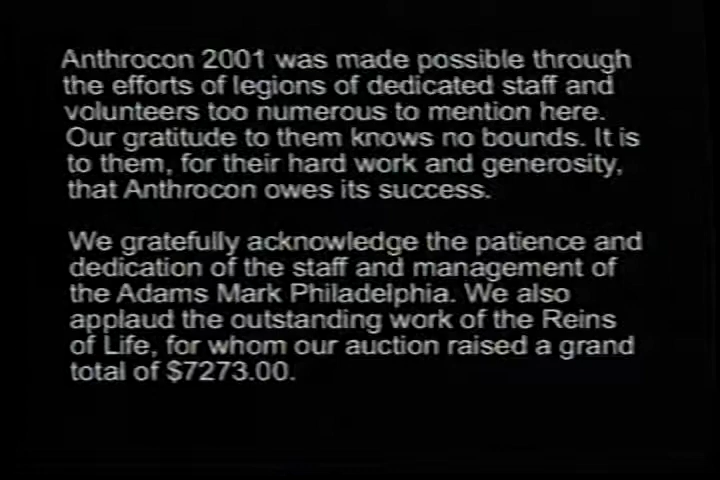 Anthrocon 2001 was made possible through
the efforts of legions of dedicated staff and
volunteers too numerous to mention here.
Our gratitude to them knows no bounds. It is
to them, for their hard work and generosity,
that Anthrocon owes its success.
We gratefully acknowledge the patience and
dedication of the staff and management of
the Adams Mark Philadelphia. We also
applaud the outstanding work of the Reins
of Life, for whom our auction raised a grand
total of $7273.00.